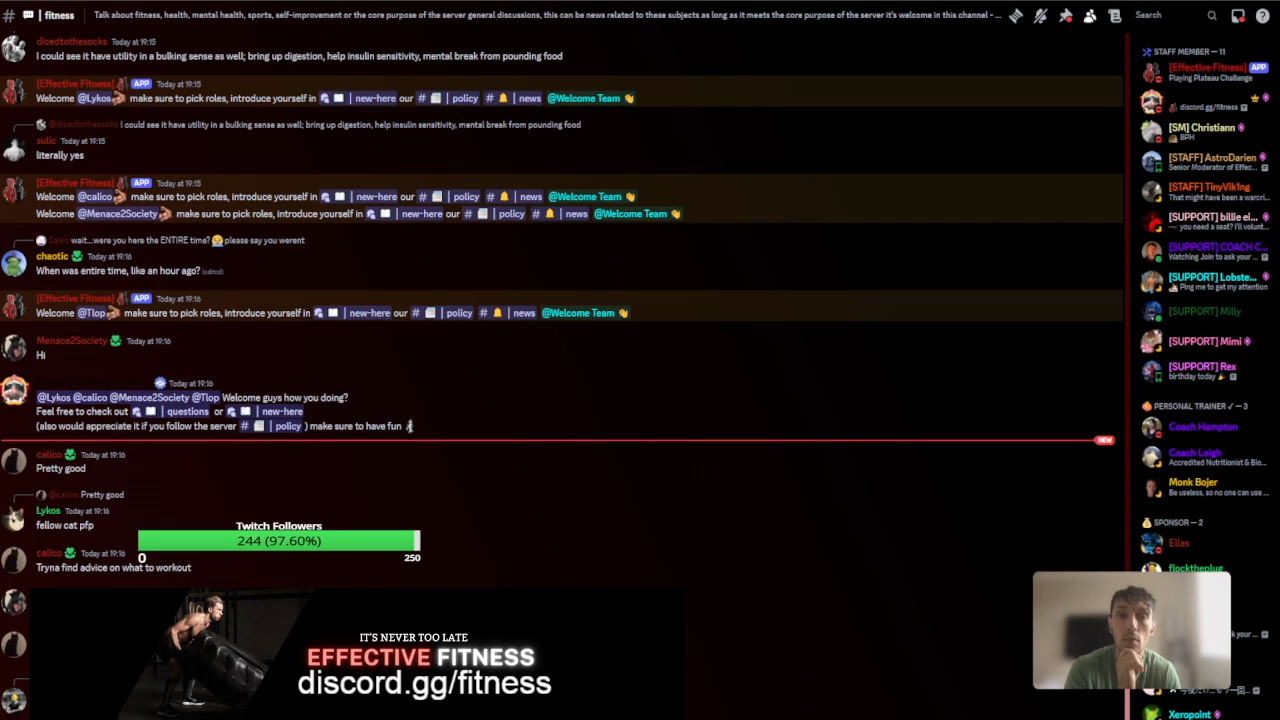 # | fitness
Talk about fitness, health, mental health, sports, self-improvement or the core purpose of the server general discussions, this can be news related to these subjects as long as it meets the core purpose of the server it's welcome in this channel - ...
Search
dicedtothesocks Today at 19:15
I could see it have utility in a bulking sense as well; bring up digestion, help insulin sensitivity, mental break from pounding food
[Effective Fitness] APP Today at 19:15
Welcome @Lykos make sure to pick roles, introduce yourself in | new-here our # | policy # | news @Welcome Team
@dicedtothesocks I could see it have utility in a bulking sense as well; bring up digestion, help insulin sensitivity, mental break from pounding food
sulic Today at 19:15
literally yes
[Effective Fitness] APP Today at 19:15
Welcome @calico make sure to pick roles, introduce yourself in | new-here our # | policy # | news @Welcome Team
Welcome @Menace2Society make sure to pick roles, introduce yourself in | new-here our # | policy # | news @Welcome Team
Saiko wait...were you here the ENTIRE time? please say you werent
chaotic Today at 19:16
When was entire time, like an hour ago? (edited)
[Effective Fitness] APP Today at 19:16
Welcome @Tlop make sure to pick roles, introduce yourself in | new-here our # | policy # | news @Welcome Team
Menace2Society Today at 19:16
Hi
Today at 19:16
@Lykos @calico @Menace2Society @Tlop Welcome guys how you doing?
Feel free to check out | questions or | new-here
(also would appreciate it if you follow the server # | policy ) make sure to have fun
NEW
calico Today at 19:16
Pretty good
@calico Pretty good
Lykos Today at 19:16
fellow cat pfp
Twitch Followers
244 (97.60%)
0
250
calico Today at 19:16
Tryna find advice on what to workout
IT'S NEVER TOO LATE
EFFECTIVE FITNESS
discord.gg/fitness
STAFF MEMBER — 11
[Effective Fitness] APP
Playing Plateau Challenge
discord.gg/fitness
[SM] Christiann
BPH
[STAFF] AstroDarien
Senior Moderator of Effec...
[STAFF] TinyVik1ng
That might have been a warcri...
[SUPPORT] billie ei...
you need a seat? I'll volunt...
[SUPPORT] COACH C...
Watching Join to ask your ...
[SUPPORT] Lobste...
Ping me to get my attention
[SUPPORT] Milly
[SUPPORT] Mimi
[SUPPORT] Rex
birthday today
PERSONAL TRAINER ✓ — 3
Coach Hampton
Coach Leigh
Accredited Nutritionist & Bio...
Monk Bojer
Be useless, so no one can use ...
SPONSOR — 2
Ellas
flocktheplug
k your ...
Xeropoint